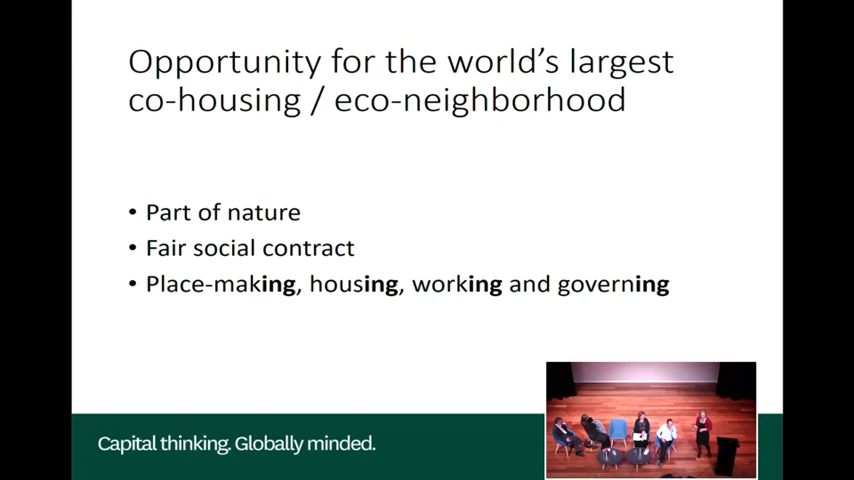 Opportunity for the world's largest
co-housing / eco-neighborhood
• Part of nature
• Fair social contract
• Place-making, housing, working and governing
Capital thinking. Globally minded.